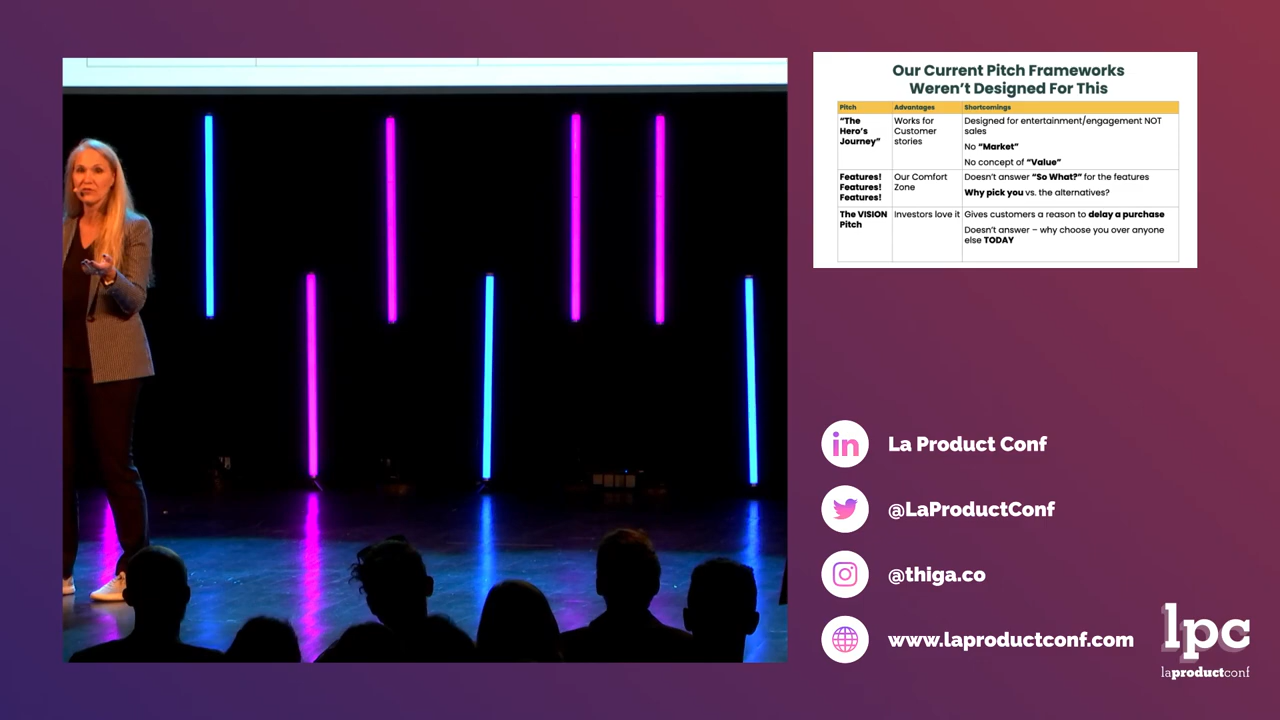 Our Current Pitch Frameworks
Weren't Designed For This
Pitch Advantages Shortcomings
"The Hero's Journey" Works for Customer stories Designed for entertainment/engagement NOT sales
No "Market"
No concept of "Value"
Features! Features! Features! Our Comfort Zone Doesn't answer "So What?" for the features
Why pick you vs. the alternatives?
The VISION Pitch Investors love it Gives customers a reason to delay a purchase
Doesn't answer – why choose you over anyone else TODAY
in La Product Conf
@LaProductConf
@thiga.co
www.laproductconf.com
lpc
laproductconf